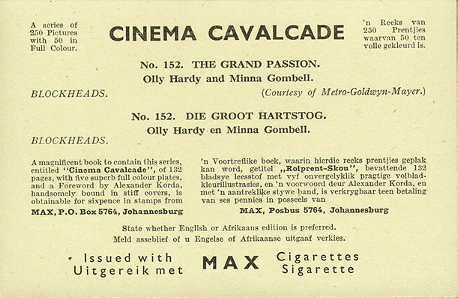 A series of
250 Pictures
with 50 in
Full Colour.
CINEMA CAVALCADE
'n Reeks van
250 Prentjies
waarvan 50 ten
volle gekleurd is.
No. 152. THE GRAND PASSION.
Olly Hardy and Minna Gombell.
BLOCKHEADS.
(Courtesy of Metro-Goldwyn-Mayer.)
No. 152. DIE GROOT HARTSTOG.
Olly Hardy en Minna Gombell.
BLOCKHEADS.
A magnificent book to contain this series,
entitled "Cinema Cavalcade", of 132
pages, with five superb full colour plates,
and a Foreword by Alexander Korda,
handsomely bound in stiff covers, is
obtainable for sixpence in stamps from
MAX, P.O. Box 5764, Johannesburg
'n Voortreflike boek, waarin hierdie reeks prentjies geplak
kan word, getitel „Rolprent-Skou", bevattende 132
bladsye leesstof met vyf onvergelyklik pragtige volblad-
kleurillustrasies, en 'n voorwoord deur Alexander Korda, en
met 'n aantreklike stywe band, is verkrygbaar teen betaling
van ses pennies in posseëls van
MAX, Posbus 5764, Johannesburg
State whether English or Afrikaans edition is preferred.
Meld asseblief of u Engelse of Afrikaanse uitgaaf verkies.
Issued with
Uitgereik met
MAX
Cigarettes
Sigarette